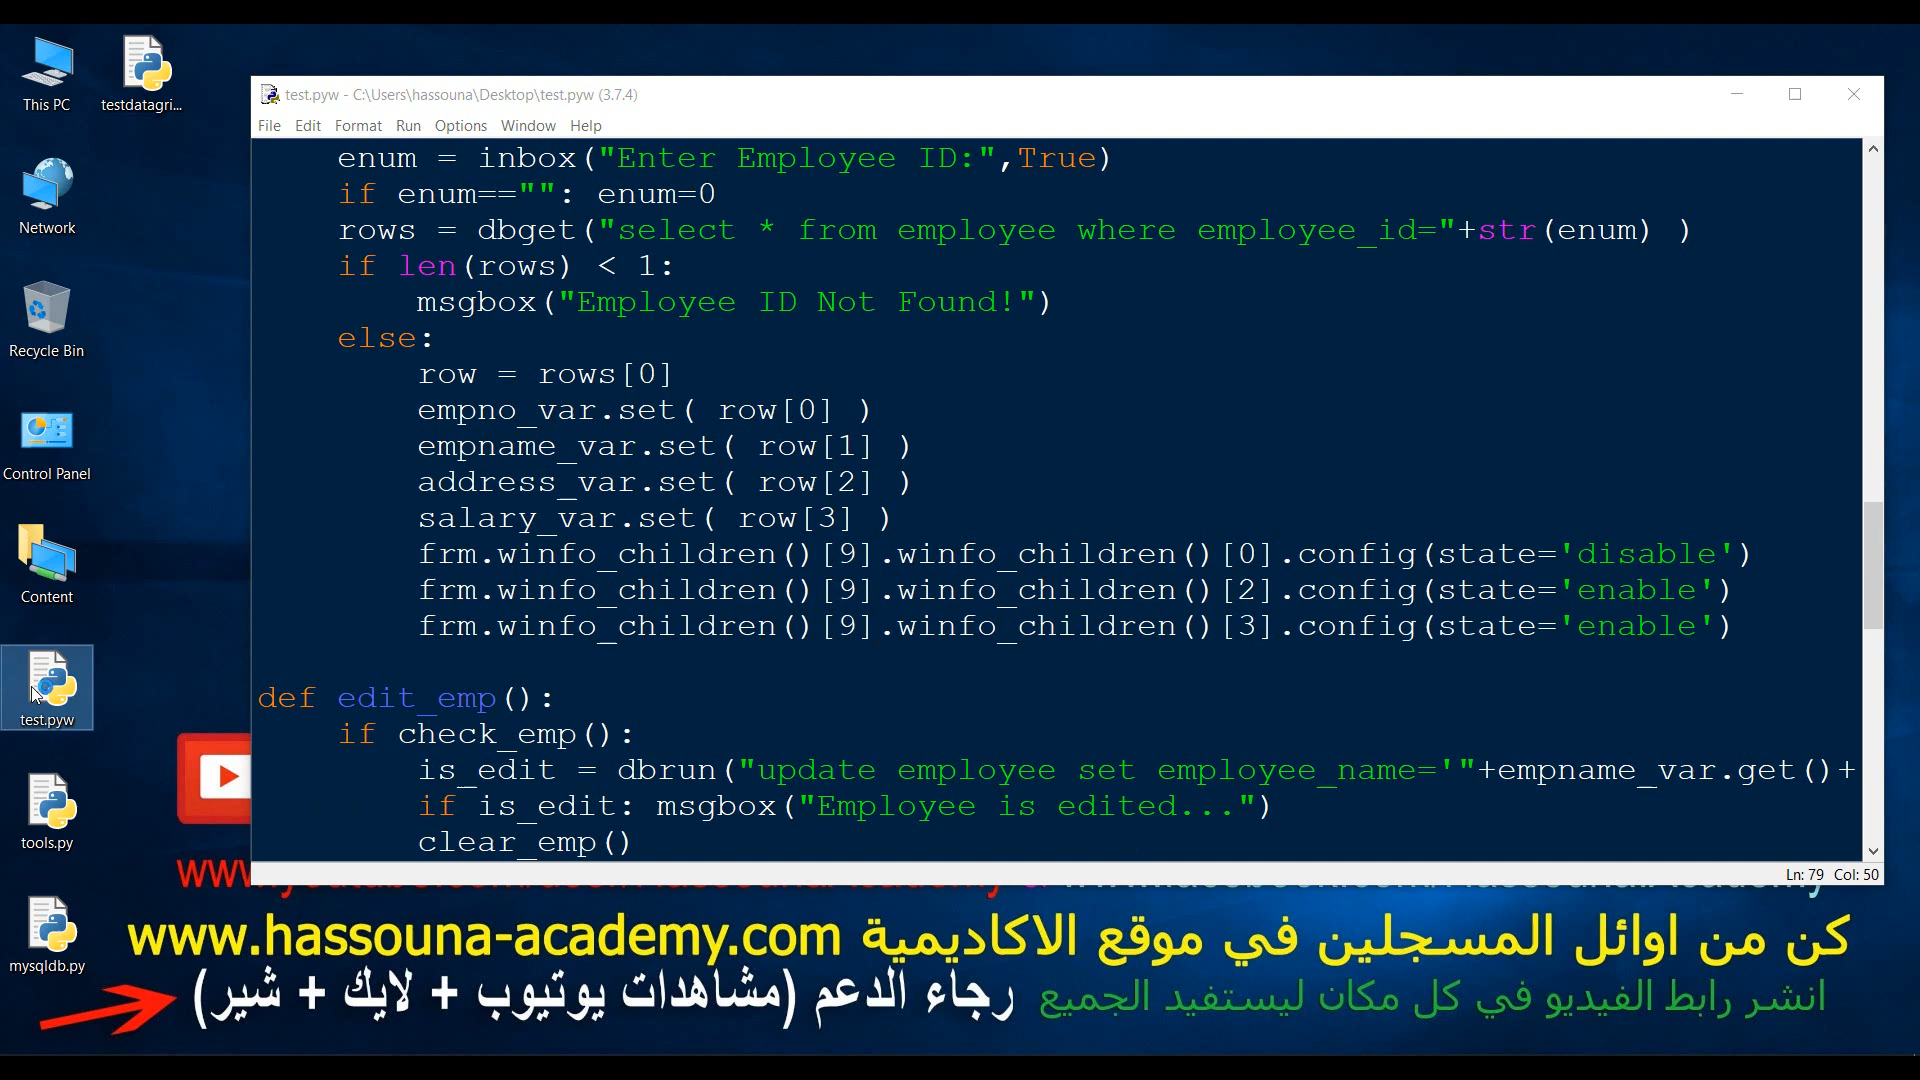 This PC
testdatagri...
Network
Recycle Bin
Control Panel
Content
test.pyw
tools.py
mysqldb.py
test.pyw - C:\Users\hassouna\Desktop\test.pyw (3.7.4)
File Edit Format Run Options Window Help
    enum = inbox("Enter Employee ID:",True)
    if enum=="": enum=0
    rows = dbget("select * from employee where employee_id="+str(enum) )
    if len(rows) < 1:
        msgbox("Employee ID Not Found!")
    else:
        row = rows[0]
        empno_var.set( row[0] )
        empname_var.set( row[1] )
        address_var.set( row[2] )
        salary_var.set( row[3] )
        frm.winfo_children()[9].winfo_children()[0].config(state='disable')
        frm.winfo_children()[9].winfo_children()[2].config(state='enable')
        frm.winfo_children()[9].winfo_children()[3].config(state='enable')
def edit_emp():
    if check_emp():
        is_edit = dbrun("update employee set employee_name='"+empname_var.get()+
        if is_edit: msgbox("Employee is edited...")
        clear_emp()
Ln: 79 Col: 50
كن من اوائل المسجلين في موقع الاكاديمية www.hassouna-academy.com
انشر رابط الفيديو في كل مكان ليستفيد الجميع رجاء الدعم (مشاهدات يوتيوب + لايك + شير)